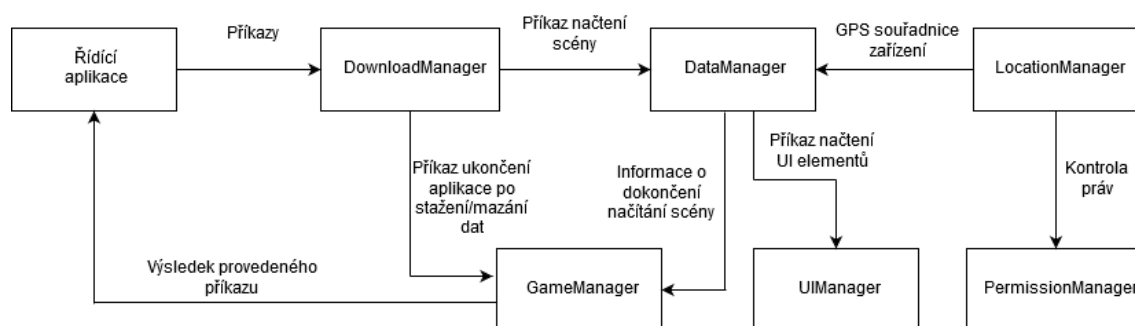 Řídící
aplikace
Příkazy
DownloadManager
Příkaz načtení
scény
DataManager
GPS souřadnice
zařízení
LocationManager
Příkaz ukončení
aplikace po
stažení/mazání
dat
Informace o
dokončení
načítání scény
Příkaz načtení
UI elementů
Kontrola
práv
Výsledek provedeného
příkazu
GameManager
UIManager
PermissionManager